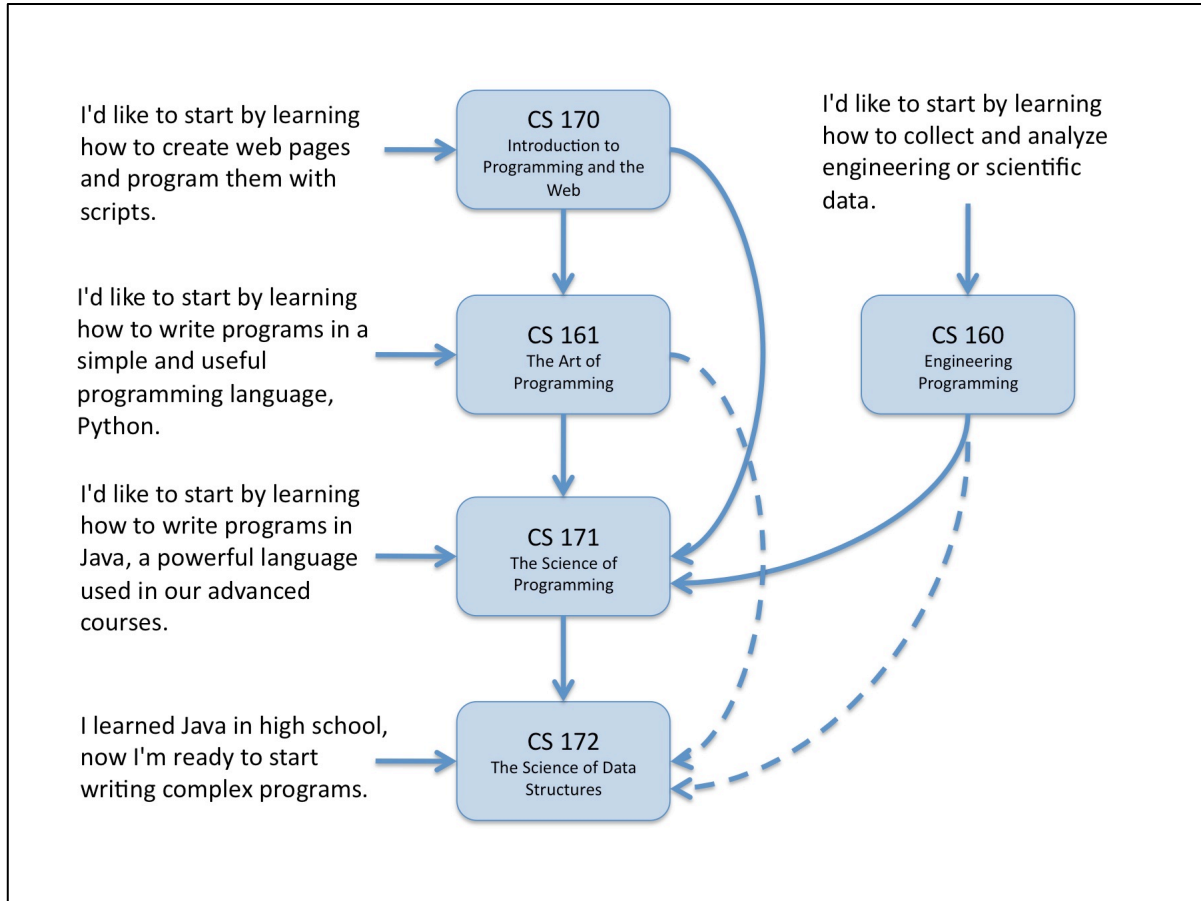 I'd like to start by learning
how to create web pages
and program them with
scripts.
CS 170
Introduction to
Programming and the
Web
I'd like to start by learning
how to collect and analyze
engineering or scientific
data.
I'd like to start by learning
how to write programs in a
simple and useful
programming language,
Python.
CS 161
The Art of
Programming
CS 160
Engineering
Programming
I'd like to start by learning
how to write programs in
Java, a powerful language
used in our advanced
courses.
CS 171
The Science of
Programming
I learned Java in high school,
now I'm ready to start
writing complex programs.
CS 172
The Science of Data
Structures